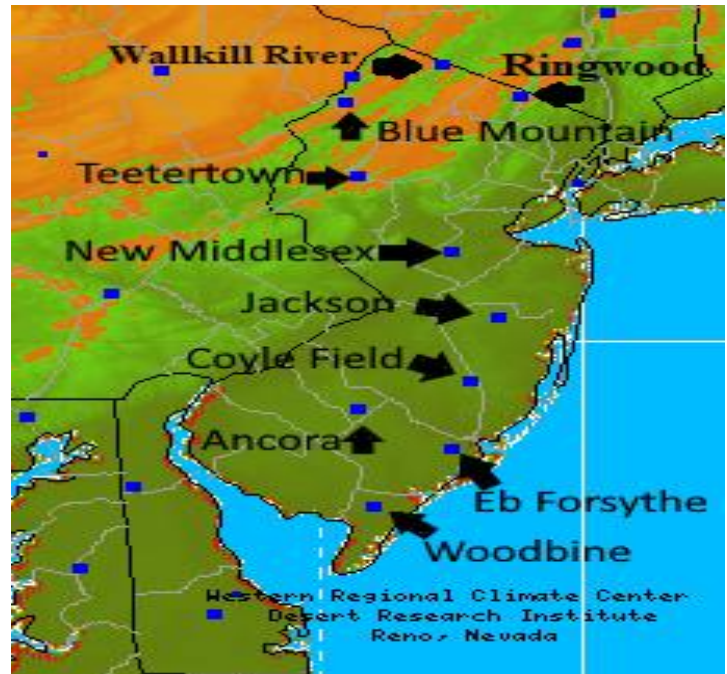 Wallkill River
Ringwood
Blue Mountain
Teetertown
New Middlesex
Jackson
Coyle Field
Ancora
Eb Forsythe
Woodbine
Western Regional Climate Center
Desert Research Institute
Reno, Nevada